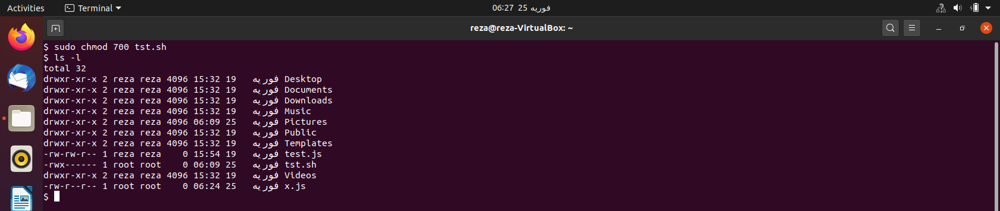 Activities Terminal 06:27 25 فوریه
reza@reza-VirtualBox: ~
$ sudo chmod 700 tst.sh
$ ls -l
total 32
drwxr-xr-x 2 reza reza 4096 15:32 19 فوریه Desktop
drwxr-xr-x 2 reza reza 4096 15:32 19 فوریه Documents
drwxr-xr-x 2 reza reza 4096 15:32 19 فوریه Downloads
drwxr-xr-x 2 reza reza 4096 15:32 19 فوریه Music
drwxr-xr-x 2 reza reza 4096 06:09 25 فوریه Pictures
drwxr-xr-x 2 reza reza 4096 15:32 19 فوریه Public
drwxr-xr-x 2 reza reza 4096 15:32 19 فوریه Templates
-rw-rw-r-- 1 reza reza 0 15:54 19 فوریه test.js
-rwx------ 1 root root 0 06:09 25 فوریه tst.sh
drwxr-xr-x 2 reza reza 4096 15:32 19 فوریه Videos
-rw-r--r-- 1 root root 0 06:24 25 فوریه x.js
$